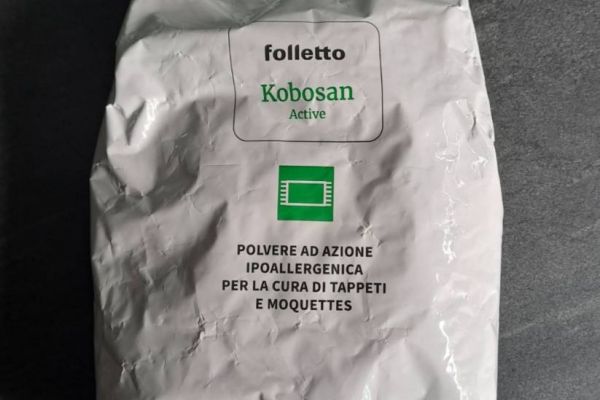 folletto
Kobosan
Active
POLVERE AD AZIONE
IPOALLERGENICA
PER LA CURA DI TAPPETI
E MOQUETTES